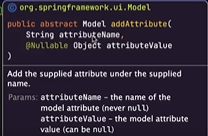 org.springframework.ui.Model
public abstract Model addAttribute(
String attributeName,
@Nullable Object attributeValue
)
Add the supplied attribute under the supplied
name.
Params: attributeName – the name of the
model attribute (never null)
attributeValue – the model attribute
value (can be null)